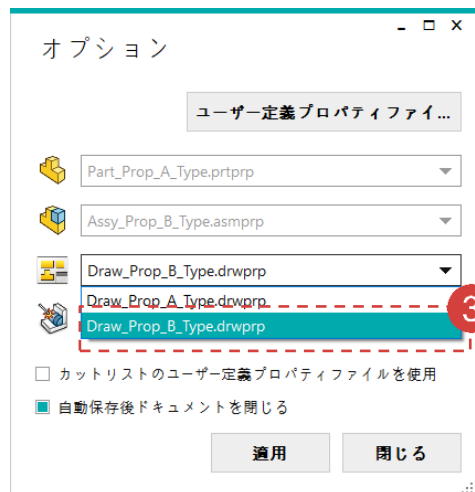 オプション
ユーザー定義プロパティファイ...
Part_Prop_A_Type.prtprp
Assy_Prop_B_Type.asmprp
Draw_Prop_B_Type.drwprp
Draw_Prop_A_Type.drwprp
3
Draw_Prop_B_Type.drwprp
カットリストのユーザー定義プロパティファイルを使用
自動保存後ドキュメントを閉じる
適用 閉じる